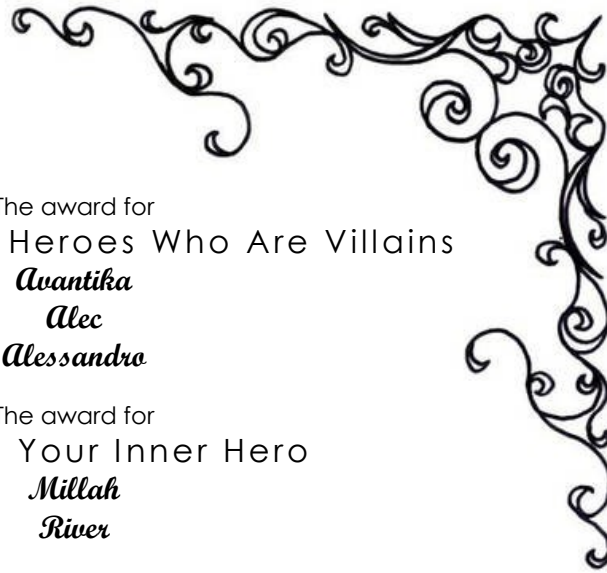 The award for
Heroes Who Are Villains
Avantika
Alec
Alessandro
The award for
Your Inner Hero
Millah
River